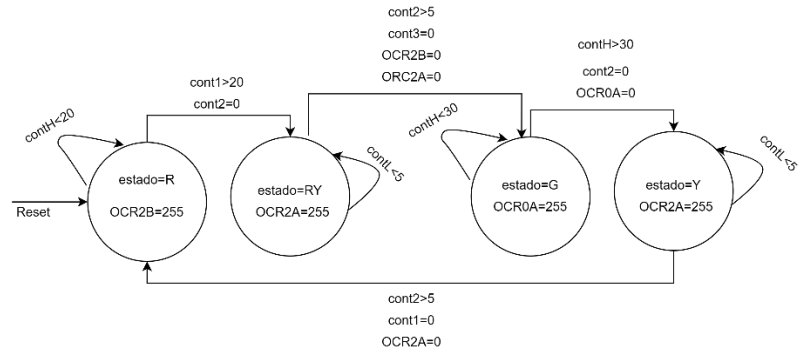 cont2>5
cont3=0
OCR2B=0
ORC2A=0
contH>30
cont2=0
OCR0A=0
cont1>20
cont2=0
contH<20
contH<30
contL<5
contL<5
estado=R
OCR2B=255
estado=RY
OCR2A=255
estado=G
OCR0A=255
estado=Y
OCR2A=255
Reset
cont2>5
cont1=0
OCR2A=0